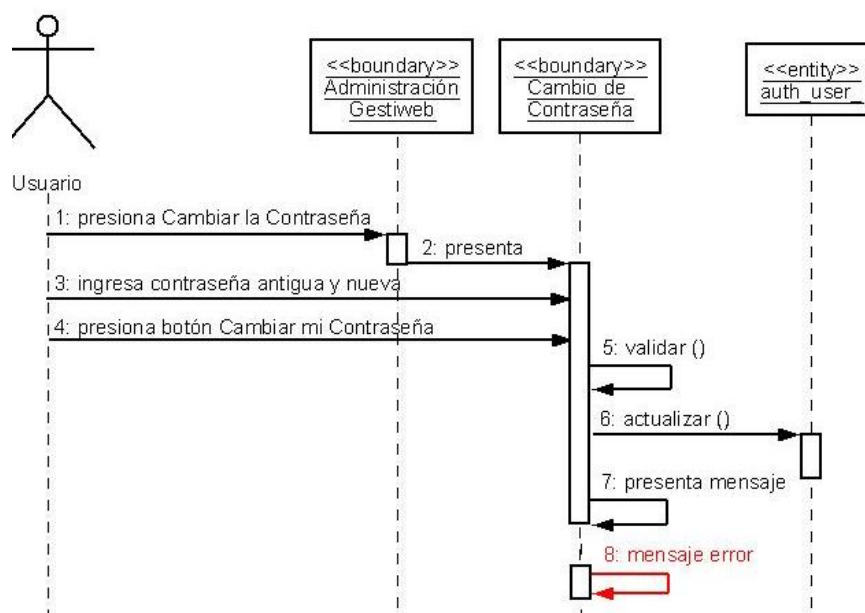 <<boundary>>
Administración
Gestiweb
<<boundary>>
Cambio de
Contraseña
<<entity>>
auth_user_
Usuario
1: presiona Cambiar la Contraseña
2: presenta
3: ingresa contraseña antigua y nueva
4: presiona botón Cambiar mi Contraseña
5: validar ()
6: actualizar ()
7: presenta mensaje
8: mensaje error